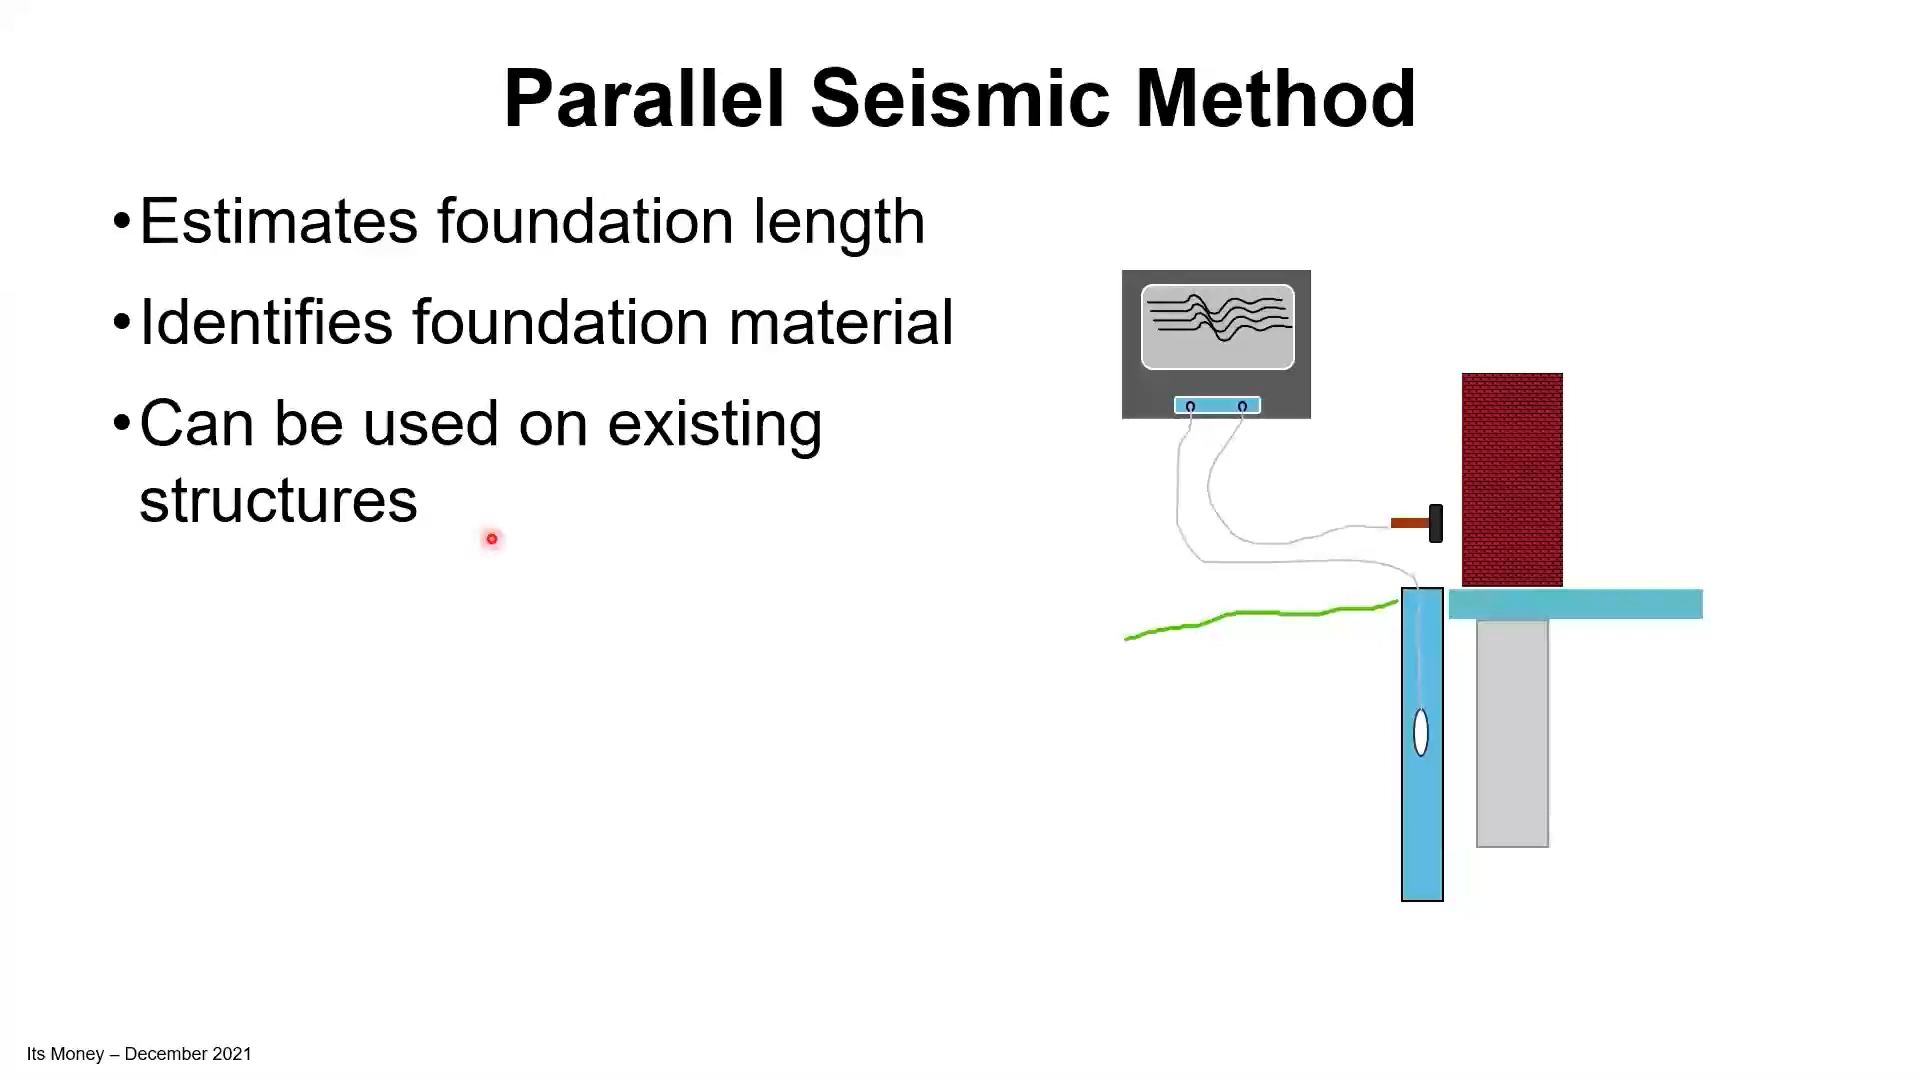 Parallel Seismic Method
•Estimates foundation length
•Identifies foundation material
•Can be used on existing
structures
Its Money – December 2021